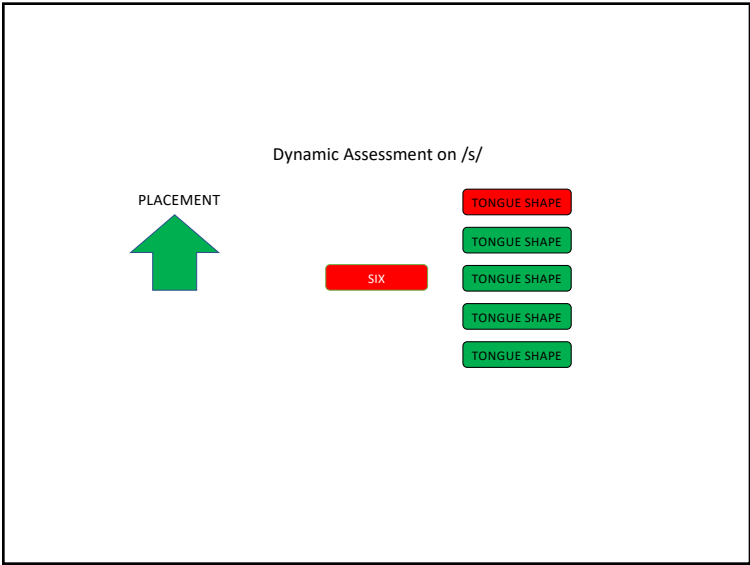 Dynamic Assessment on /s/
PLACEMENT
SIX
TONGUE SHAPE
TONGUE SHAPE
TONGUE SHAPE
TONGUE SHAPE
TONGUE SHAPE